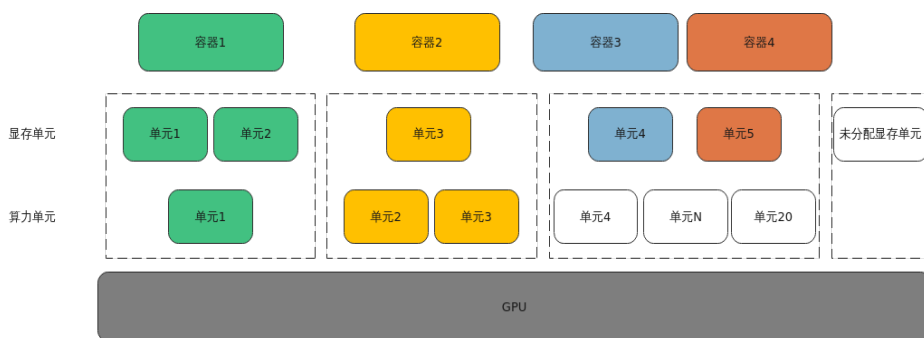 容器1
容器2
容器3
容器4
显存单元
单元1
单元2
单元3
单元4
单元5
未分配显存单元
算力单元
单元1
单元2
单元3
单元4
单元N
单元20
GPU